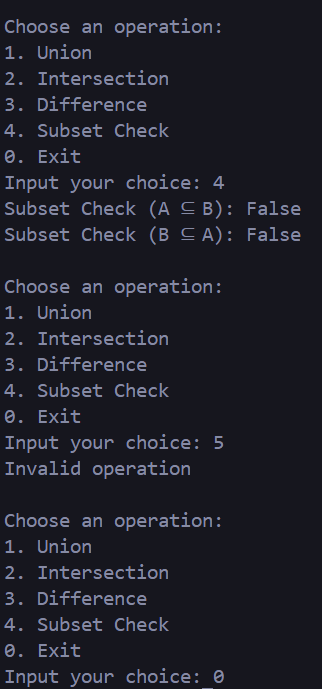 Choose an operation:
1. Union
2. Intersection
3. Difference
4. Subset Check
0. Exit
Input your choice: 4
Subset Check (A ⊆ B): False
Subset Check (B ⊆ A): False
Choose an operation:
1. Union
2. Intersection
3. Difference
4. Subset Check
0. Exit
Input your choice: 5
Invalid operation
Choose an operation:
1. Union
2. Intersection
3. Difference
4. Subset Check
0. Exit
Input your choice: 0